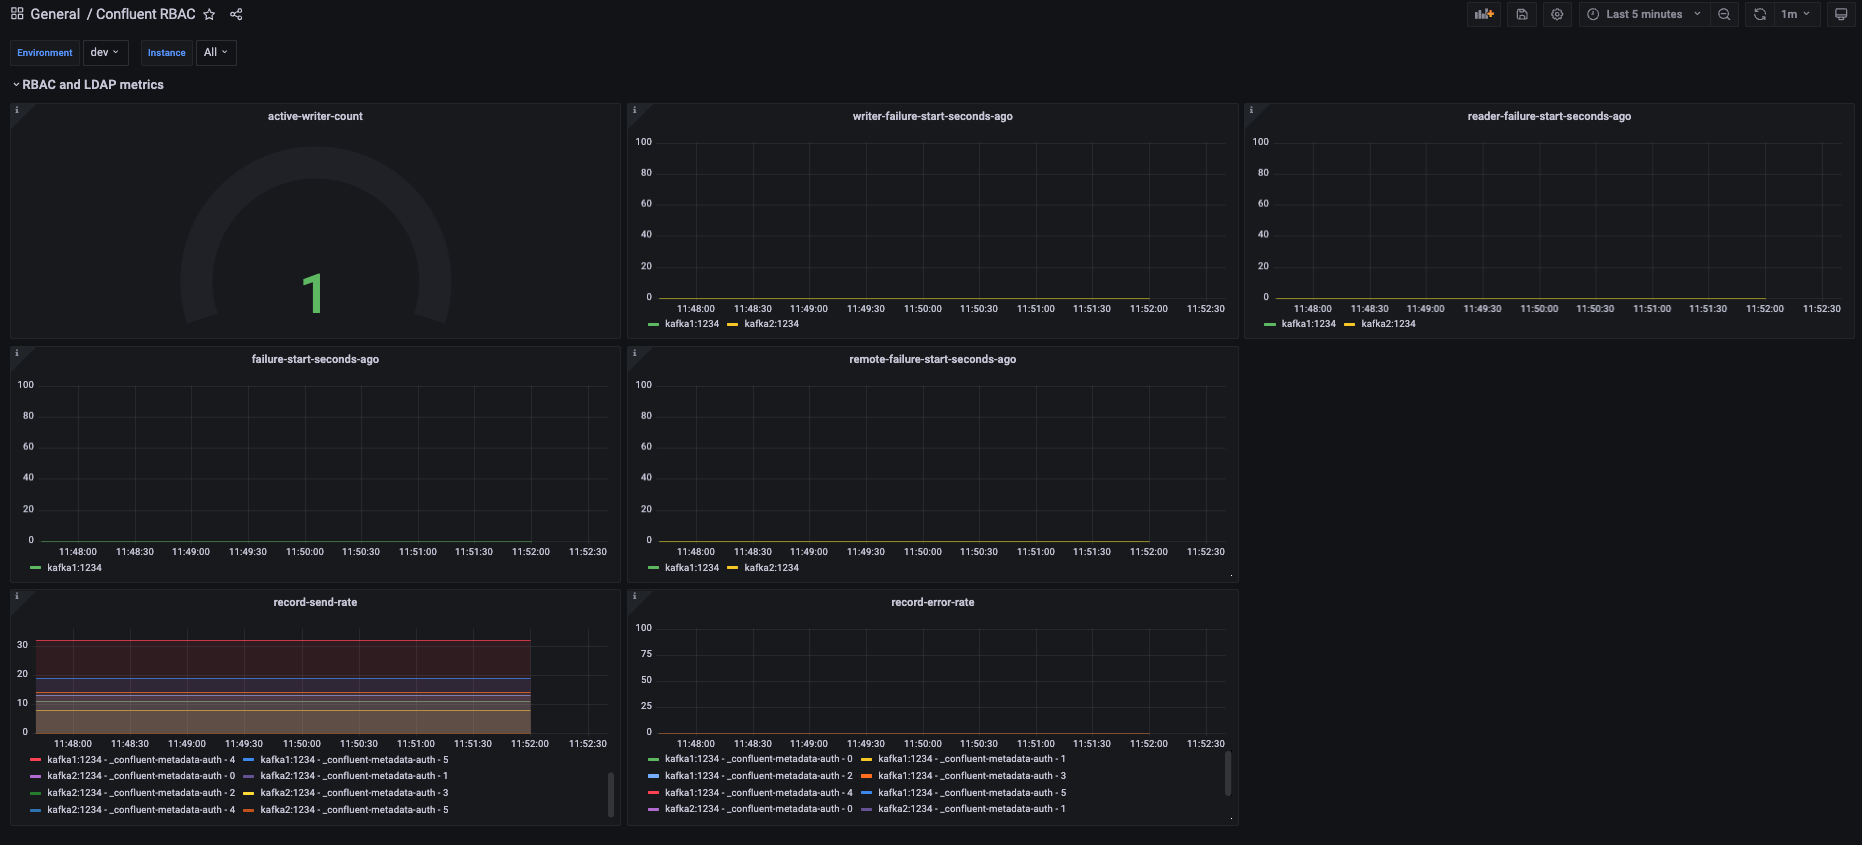 General / Confluent RBAC
Last 5 minutes
1m
Environment dev Instance All
RBAC and LDAP metrics
active-writer-count
1
writer-failure-start-seconds-ago
100
80
60
40
20
0
11:48:00 11:48:30 11:49:00 11:49:30 11:50:00 11:50:30 11:51:00 11:51:30 11:52:00 11:52:30
kafka1:1234 kafka2:1234
reader-failure-start-seconds-ago
100
80
60
40
20
0
11:48:00 11:48:30 11:49:00 11:49:30 11:50:00 11:50:30 11:51:00 11:51:30 11:52:00 11:52:30
kafka1:1234 kafka2:1234
failure-start-seconds-ago
100
80
60
40
20
0
11:48:00 11:48:30 11:49:00 11:49:30 11:50:00 11:50:30 11:51:00 11:51:30 11:52:00 11:52:30
kafka1:1234
remote-failure-start-seconds-ago
100
80
60
40
20
0
11:48:00 11:48:30 11:49:00 11:49:30 11:50:00 11:50:30 11:51:00 11:51:30 11:52:00 11:52:30
kafka1:1234 kafka2:1234
record-send-rate
30
20
10
0
11:48:00 11:48:30 11:49:00 11:49:30 11:50:00 11:50:30 11:51:00 11:51:30 11:52:00 11:52:30
kafka1:1234 - _confluent-metadata-auth - 4 kafka1:1234 - _confluent-metadata-auth - 5
kafka2:1234 - _confluent-metadata-auth - 0 kafka2:1234 - _confluent-metadata-auth - 1
kafka2:1234 - _confluent-metadata-auth - 2 kafka2:1234 - _confluent-metadata-auth - 3
kafka2:1234 - _confluent-metadata-auth - 4 kafka2:1234 - _confluent-metadata-auth - 5
record-error-rate
100
75
50
25
0
11:48:00 11:48:30 11:49:00 11:49:30 11:50:00 11:50:30 11:51:00 11:51:30 11:52:00 11:52:30
kafka1:1234 - _confluent-metadata-auth - 0 kafka1:1234 - _confluent-metadata-auth - 1
kafka1:1234 - _confluent-metadata-auth - 2 kafka1:1234 - _confluent-metadata-auth - 3
kafka1:1234 - _confluent-metadata-auth - 4 kafka1:1234 - _confluent-metadata-auth - 5
kafka2:1234 - _confluent-metadata-auth - 0 kafka2:1234 - _confluent-metadata-auth - 1